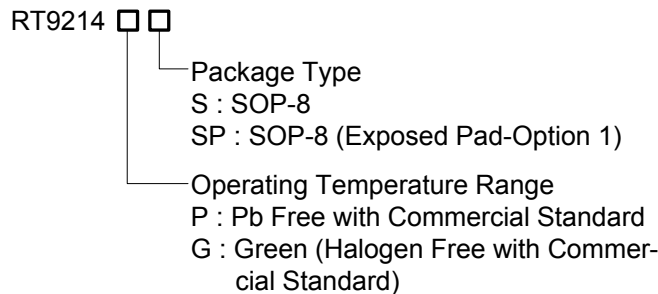 RT9214
Package Type
S : SOP-8
SP : SOP-8 (Exposed Pad-Option 1)
Operating Temperature Range
P : Pb Free with Commercial Standard
G : Green (Halogen Free with Commer-
cial Standard)